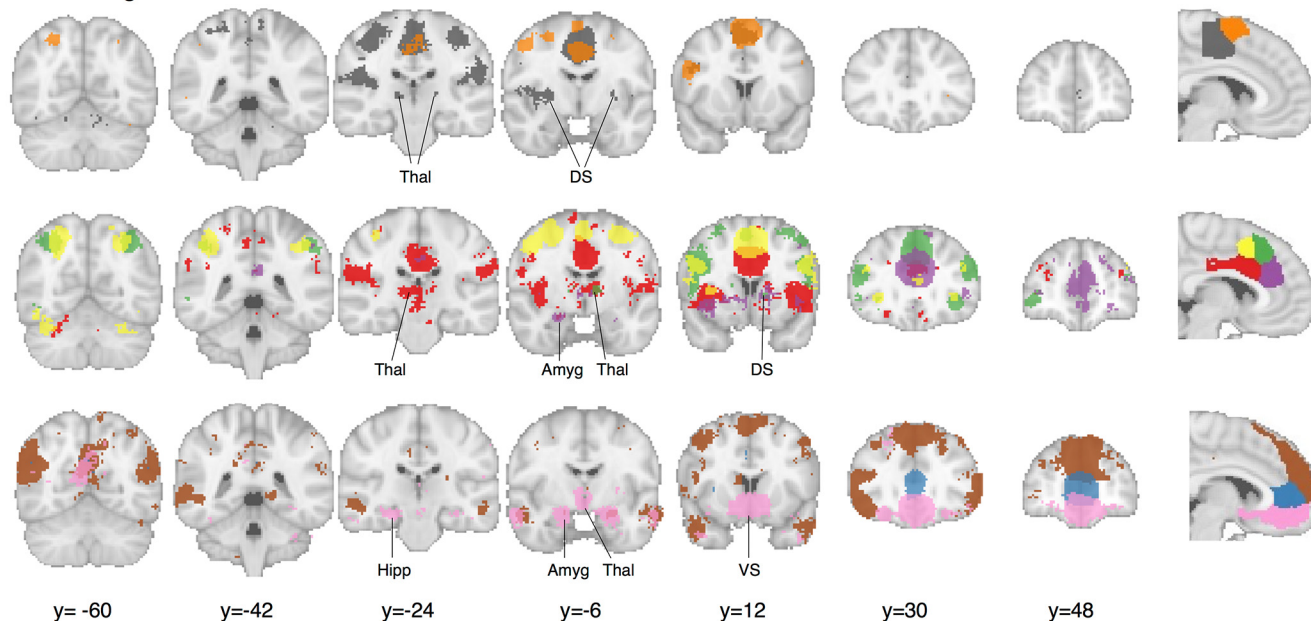 Thal DS
Thal Amyg Thal DS
Hipp Amyg Thal VS
y= -60 y=-42 y=-24 y=-6 y=12 y=30 y=48